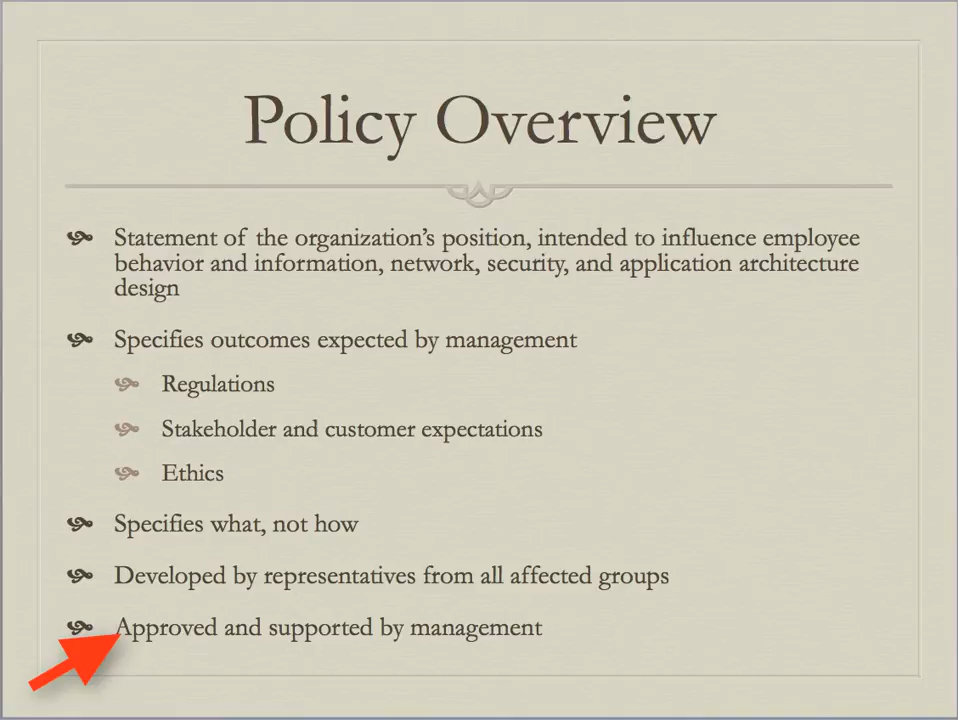 Policy Overview
Statement of the organization's position, intended to influence employee
behavior and information, network, security, and application architecture
design
Specifies outcomes expected by management
Regulations
Stakeholder and customer expectations
Ethics
Specifies what, not how
Developed by representatives from all affected groups
Approved and supported by management